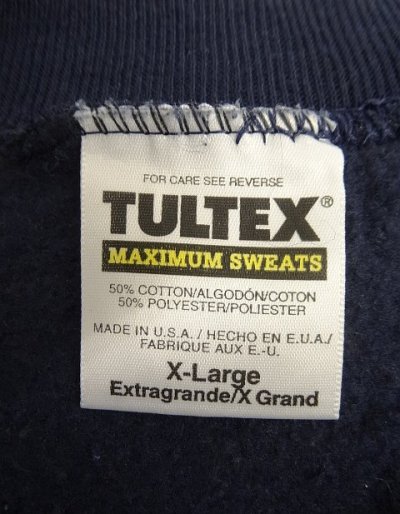 FOR CARE SEE REVERSE
TULTEX®
MAXIMUM SWEATS
50% COTTON/ALGODÓN/COTON
50% POLYESTER/POLIESTER
MADE IN U.S.A. / HECHO EN E.U.A./
FABRIQUE AUX E.-U.
X-Large
Extragrande/X Grand